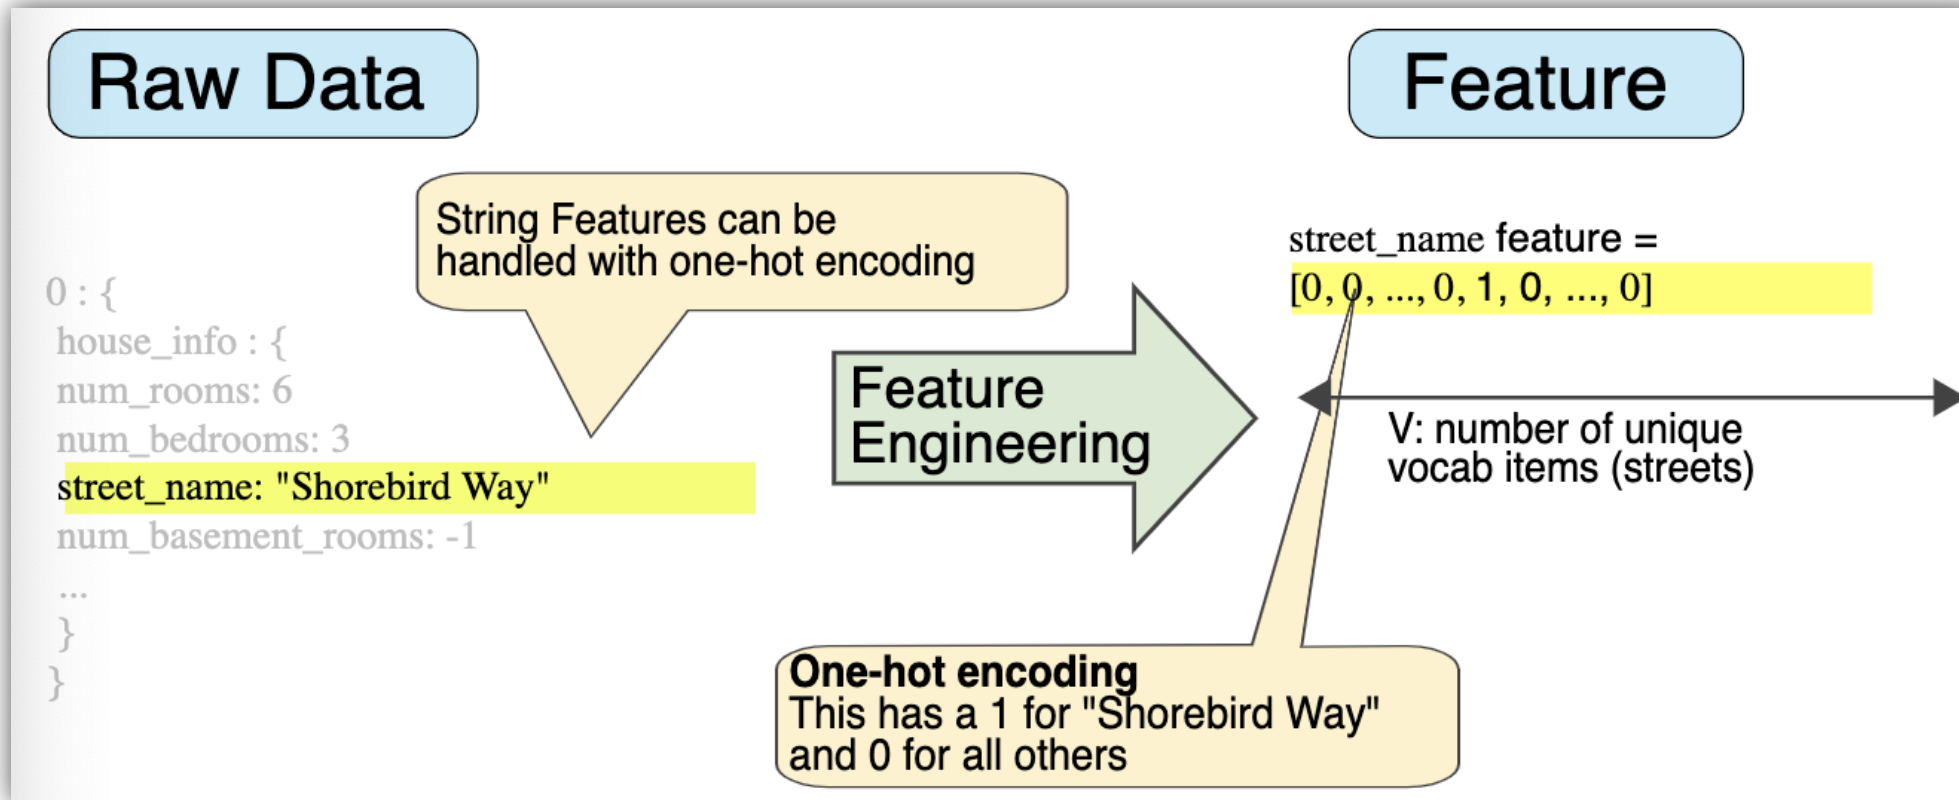 Raw Data
Feature
String Features can be
handled with one-hot encoding
0 : {
house_info : {
num_rooms: 6
num_bedrooms: 3
street_name: "Shorebird Way"
num_basement_rooms: -1
...
}
}
Feature
Engineering
street_name feature =
[0, 0, ..., 0, 1, 0, ..., 0]
V: number of unique
vocab items (streets)
One-hot encoding
This has a 1 for "Shorebird Way"
and 0 for all others